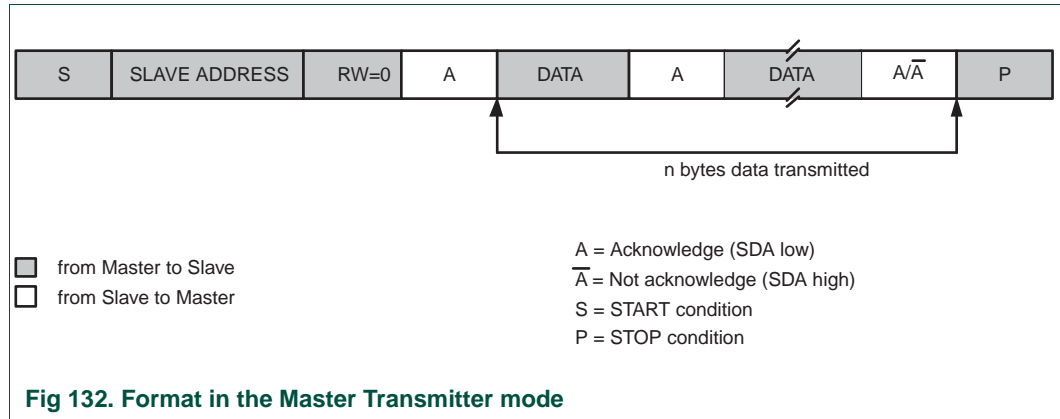 S SLAVE ADDRESS RW=0 A DATA A DATA A/A̅ P
n bytes data transmitted
from Master to Slave
from Slave to Master
A = Acknowledge (SDA low)
A̅ = Not acknowledge (SDA high)
S = START condition
P = STOP condition
Fig 132. Format in the Master Transmitter mode